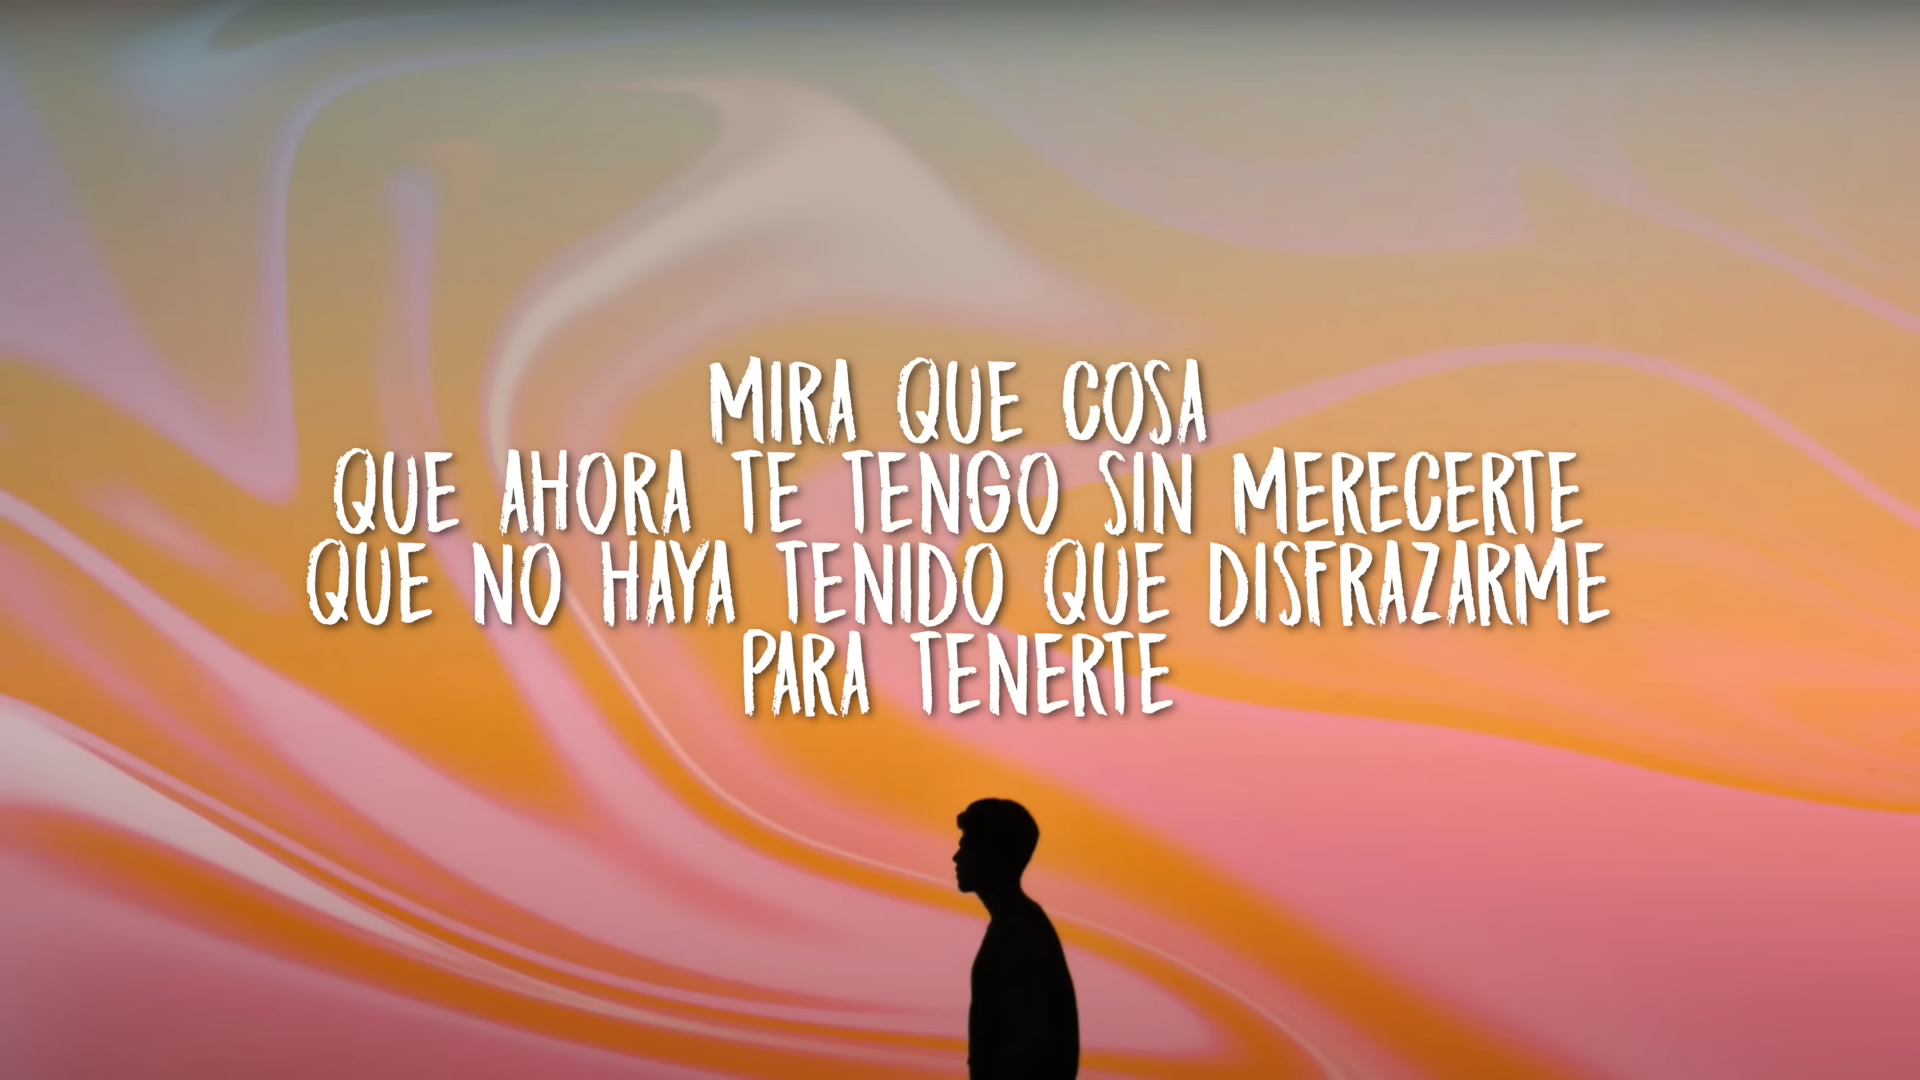 MIRA QUE COSA
QUE AHORA TE TENGO SIN MERECERTE
QUE NO HAYA TENIDO QUE DISFRAZARME
PARA TENERTE